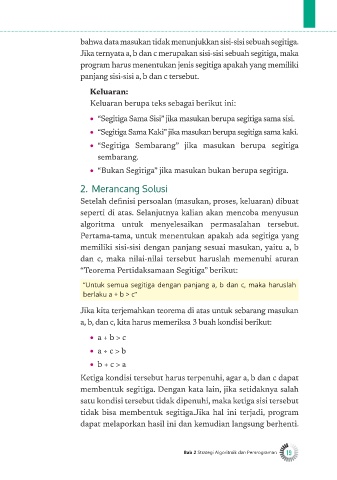 bahwa data masukan tidak menunjukkan sisi-sisi sebuah segitiga.
Jika ternyata a, b dan c merupakan sisi-sisi sebuah segitiga, maka
program harus menentukan jenis segitiga apakah yang memiliki
panjang sisi-sisi a, b dan c tersebut.
Keluaran:
Keluaran berupa teks sebagai berikut ini:
• “Segitiga Sama Sisi” jika masukan berupa segitiga sama sisi.
• “Segitiga Sama Kaki” jika masukan berupa segitiga sama kaki.
• “Segitiga Sembarang” jika masukan berupa segitiga
sembarang.
• “Bukan Segitiga” jika masukan bukan berupa segitiga.
2. Merancang Solusi
Setelah definisi persoalan (masukan, proses, keluaran) dibuat
seperti di atas. Selanjutnya kalian akan mencoba menyusun
algoritma untuk menyelesaikan permasalahan tersebut.
Pertama-tama, untuk menentukan apakah ada segitiga yang
memiliki sisi-sisi dengan panjang sesuai masukan, yaitu a, b
dan c, maka nilai-nilai tersebut haruslah memenuhi aturan
“Teorema Pertidaksamaan Segitiga” berikut:
“Untuk semua segitiga dengan panjang a, b dan c, maka haruslah
berlaku a + b > c”
Jika kita terjemahkan teorema di atas untuk sebarang masukan
a, b, dan c, kita harus memeriksa 3 buah kondisi berikut:
• a + b > c
• a + c > b
• b + c > a
Ketiga kondisi tersebut harus terpenuhi, agar a, b dan c dapat
membentuk segitiga. Dengan kata lain, jika setidaknya salah
satu kondisi tersebut tidak dipenuhi, maka ketiga sisi tersebut
tidak bisa membentuk segitiga.Jika hal ini terjadi, program
dapat melaporkan hasil ini dan kemudian langsung berhenti.
Bab 2 Strategi Algoritmik dan Pemrograman 19